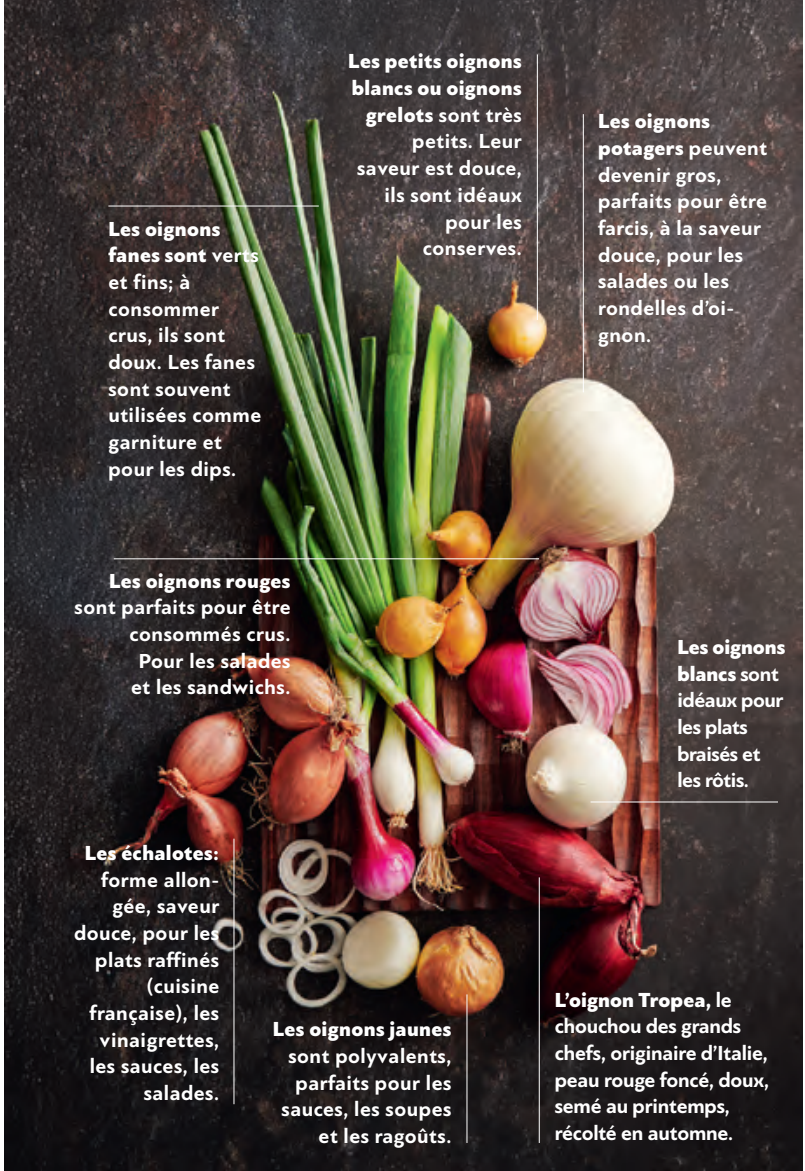 Les petits oignons
blancs ou oignons
grelots sont très
petits. Leur
saveur est douce,
ils sont idéaux
pour les
conserves.
Les oignons
potagers peuvent
devenir gros,
parfaits pour être
farcis, à la saveur
douce, pour les
salades ou les
rondelles d'oi-
gnon.
Les oignons
fanes sont verts
et fins; à
consommer
crus, ils sont
doux. Les fanes
sont souvent
utilisées comme
garniture et
pour les dips.
Les oignons rouges
sont parfaits pour être
consommés crus.
Pour les salades
et les sandwichs.
Les oignons
blancs sont
idéaux pour
les plats
braisés et
les rôtis.
Les échalotes:
forme allon-
gée, saveur
douce, pour les
plats raffinés
(cuisine
française), les
vinaigrettes,
les sauces, les
salades.
Les oignons jaunes
sont polyvalents,
parfaits pour les
sauces, les soupes
et les ragoûts.
L'oignon Tropea, le
chouchou des grands
chefs, originaire d'Italie,
peau rouge foncé, doux,
semé au printemps,
récolté en automne.